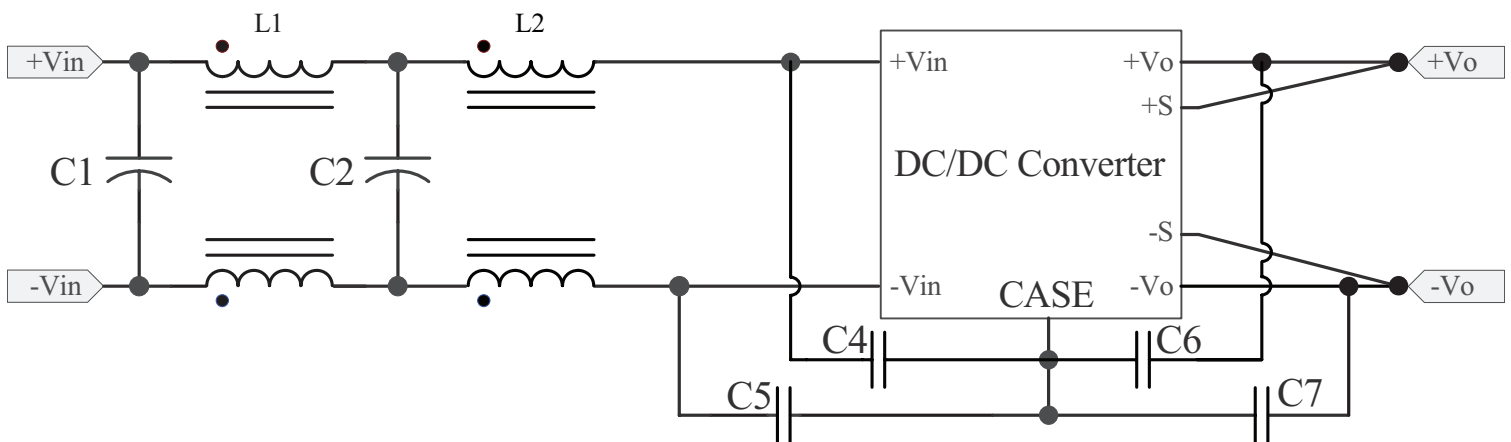 L1
L2
+Vin
+Vin
+Vo
+Vo
+S
C1
C2
DC/DC Converter
-S
-Vin
-Vin
CASE
-Vo
-Vo
C4
C6
C5
C7